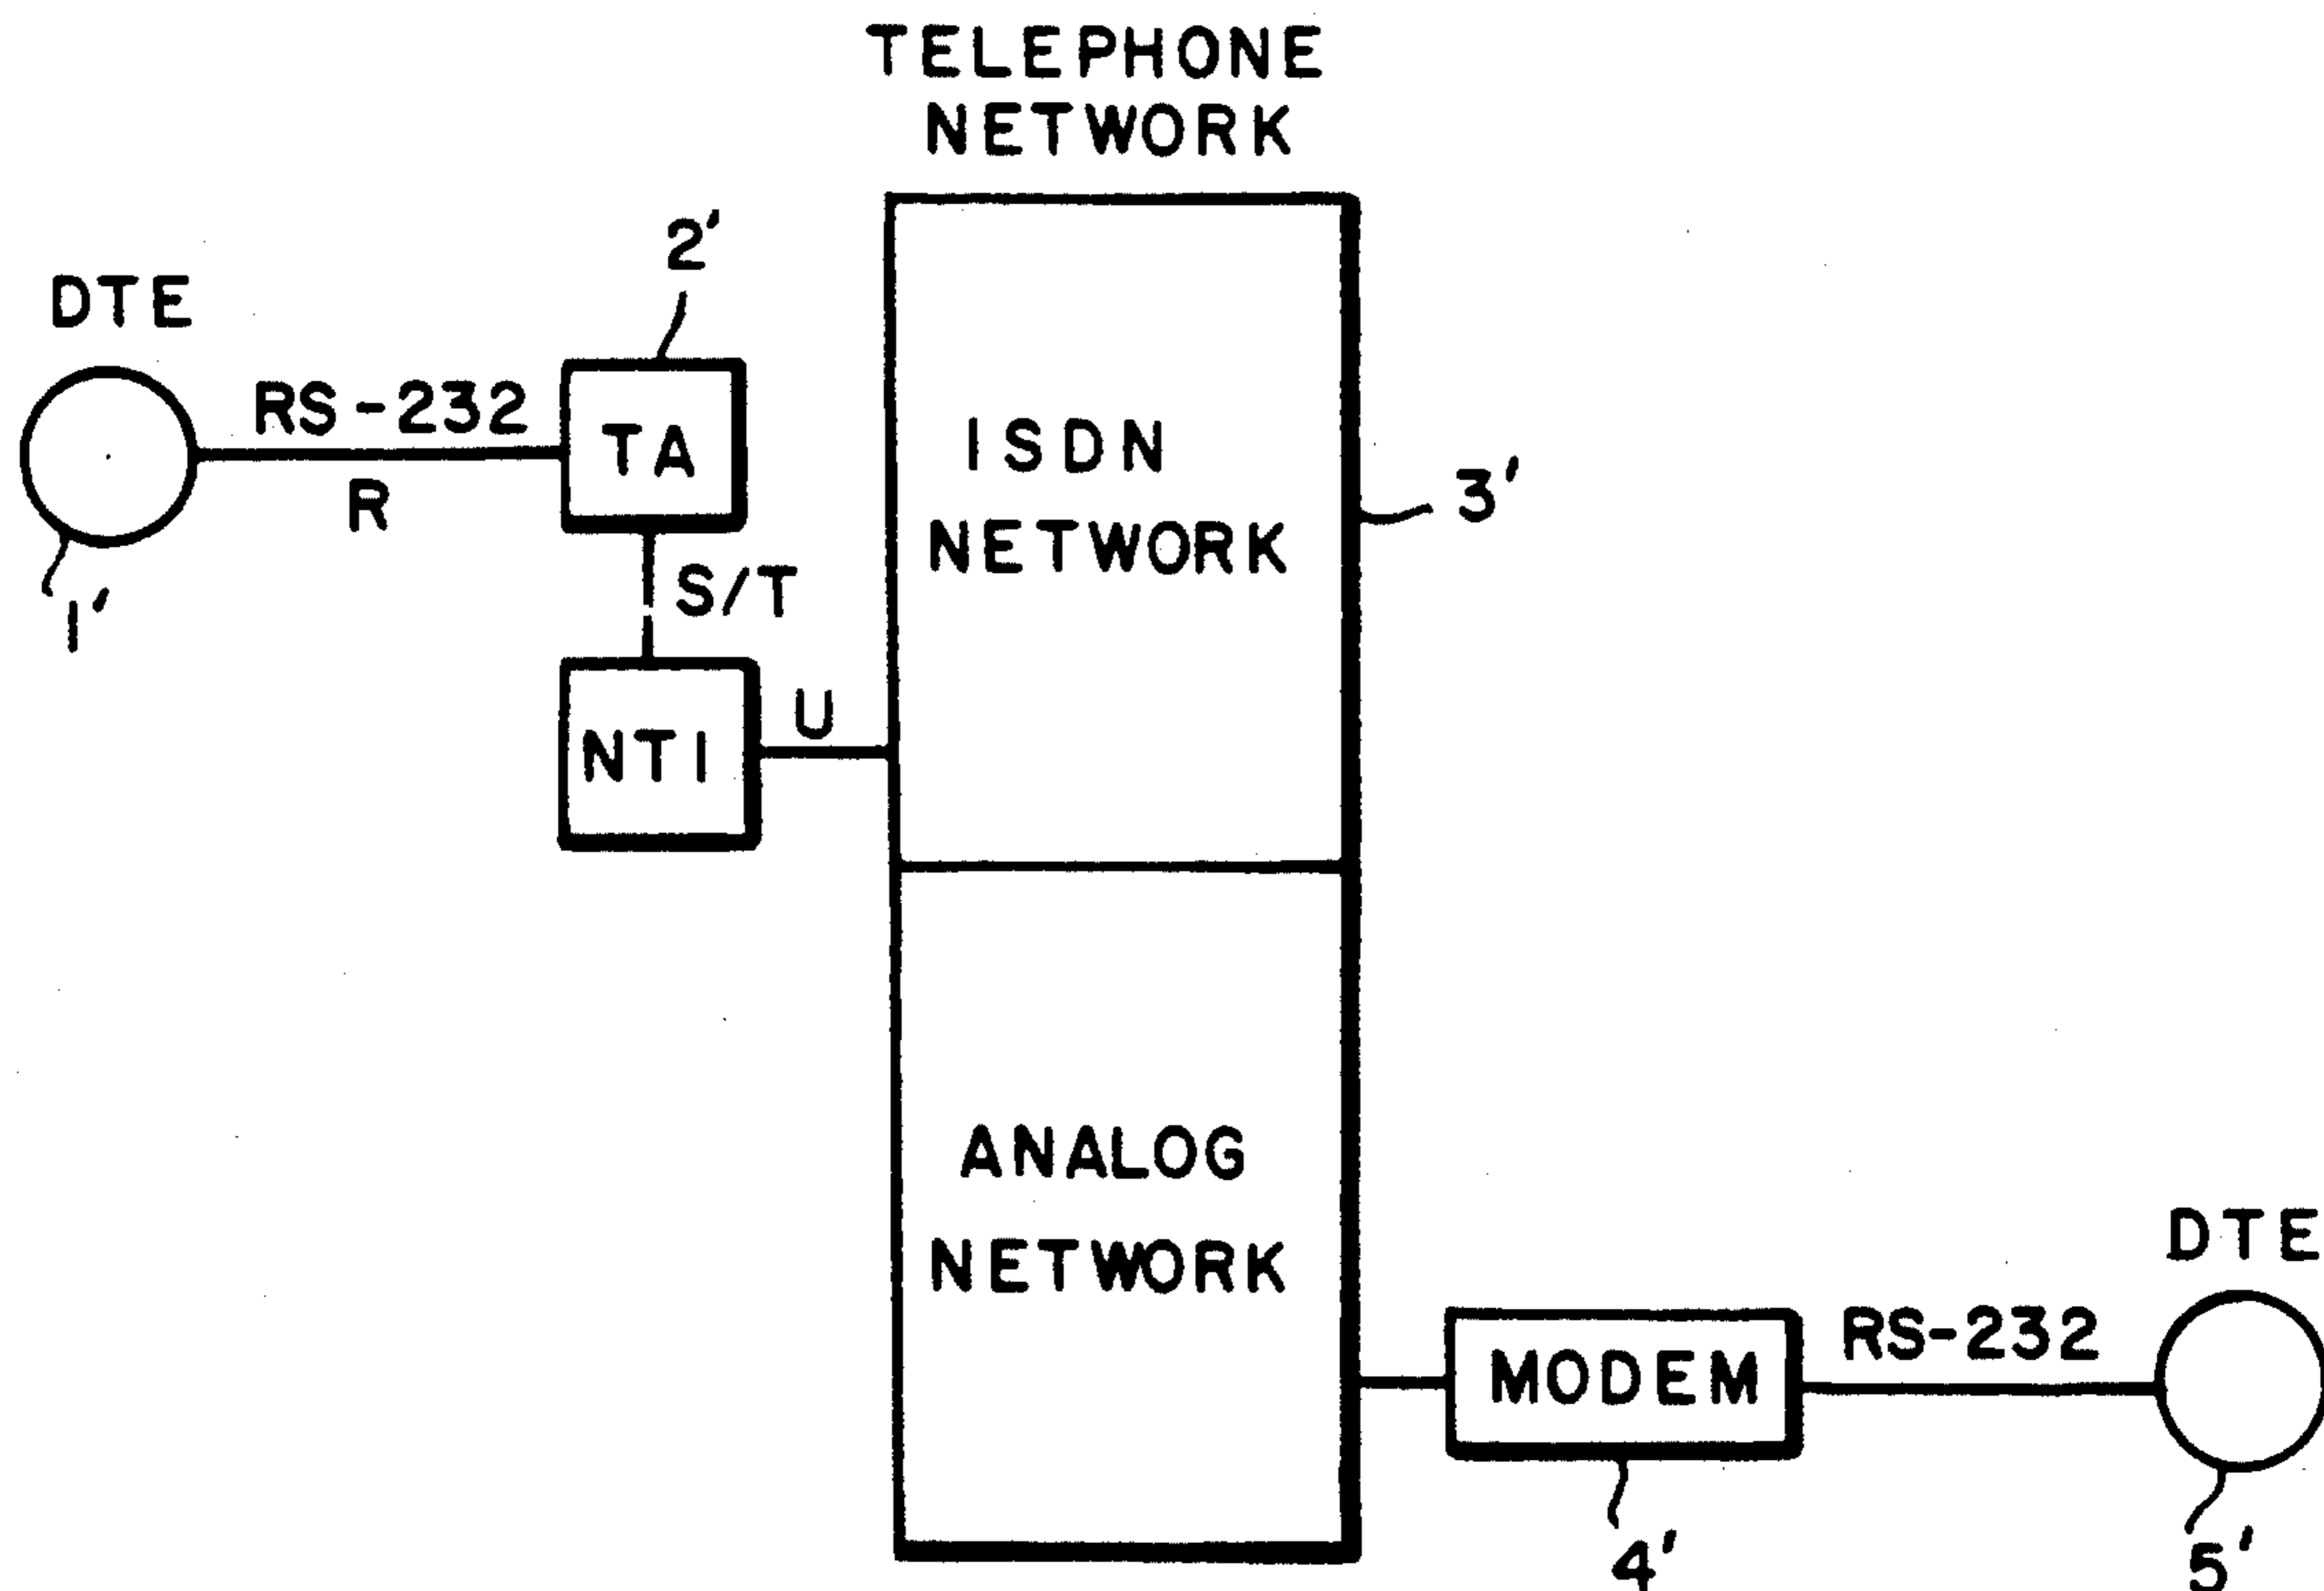 TELEPHONE
NETWORK
2'
DTE
RS-232
TA
R
ISDN
NETWORK
3'
1'
S/T
U
NT1
ANALOG
NETWORK
DTE
MODEM
RS-232
4'
5'